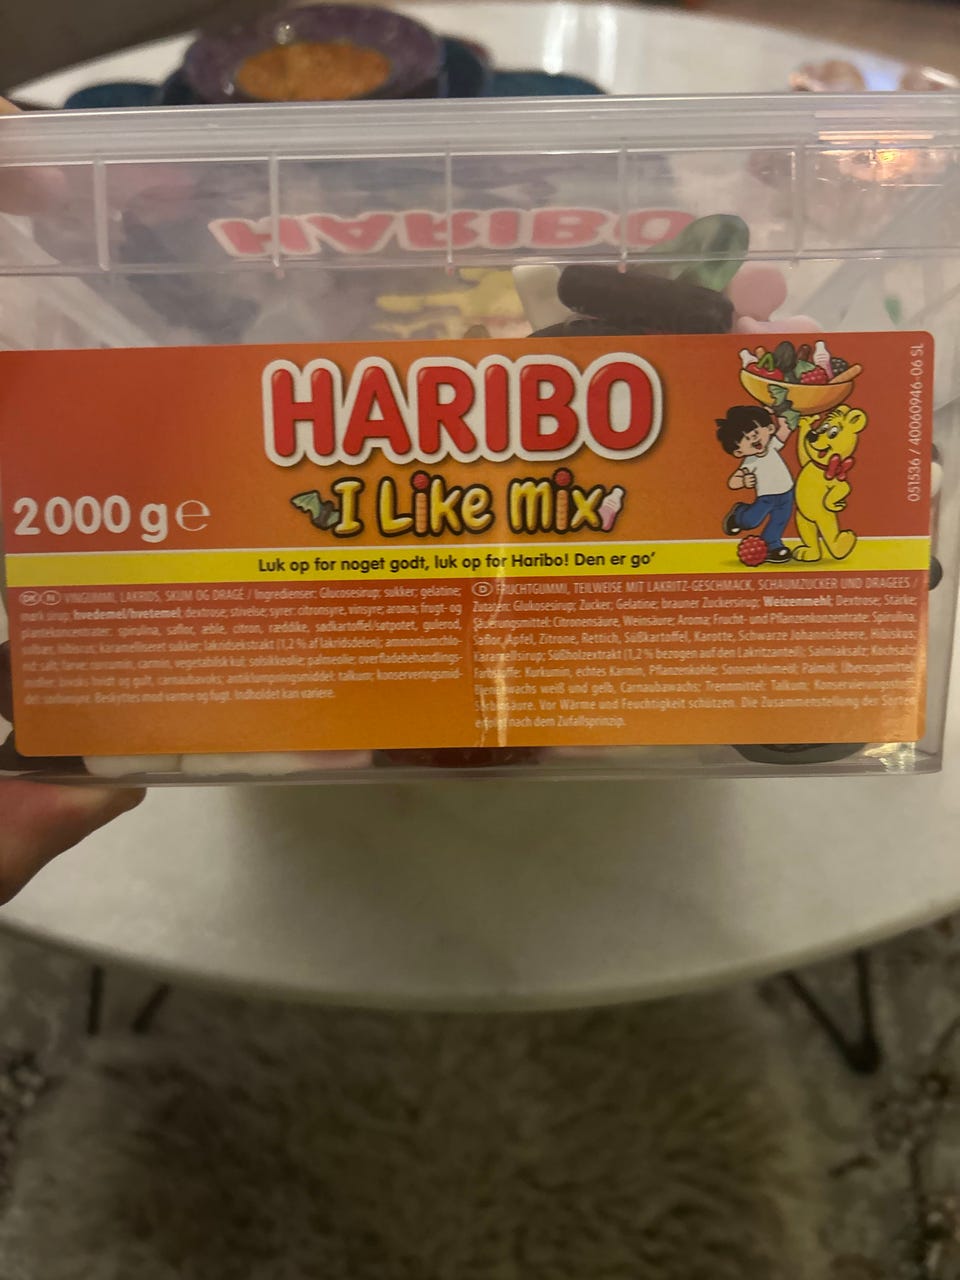 HARIBO
HARIBO
I Like Mix
2000 g e
051536 / 40060946-06 SL
Luk op for noget godt, luk op for Haribo! Den er go'
DK N VINGUMMI, LAKRIDS, SKUM OG DRAGÉ / Ingredienser: Glucosesirup; sukker; gelatine;
mørk sirup; hvedemel/hvetemel; dextrose; stivelse; syrer: citronsyre, vinsyre; aroma; frugt- og
plantekoncentrater: spirulina, saflor, æble, citron, ræddike, sødkartoffel/søtpotet, gulerod,
solbær, hibiscus; karamelliseret sukker; lakridsekstrakt (1,2 % af lakridsdelen); ammoniumchlo-
rid; salt; farve: curcumin, carmin, vegetabilsk kul; solsikkeolie; palmeolie; overfladebehandlings-
midler: bivoks hvidt og gult, carnaubavoks; antiklumpningsmiddel: talkum; konserveringsmid-
del: sorbinsyre. Beskyttes mod varme og fugt. Indholdet kan variere.
D FRUCHTGUMMI, TEILWEISE MIT LAKRITZ-GESCHMACK, SCHAUMZUCKER UND DRAGEES /
Zutaten: Glukosesirup; Zucker; Gelatine; brauner Zuckersirup; Weizenmehl; Dextrose; Stärke;
Säuerungsmittel: Citronensäure, Weinsäure; Aroma; Frucht- und Pflanzenkonzentrate: Spirulina,
Saflor, Apfel, Zitrone, Rettich, Süßkartoffel, Karotte, Schwarze Johannisbeere, Hibiskus;
Karamellsirup; Süßholzextrakt (1,2 % bezogen auf den Lakritzanteil); Salmiaksalz; Kochsalz;
Farbstoffe: Kurkumin, echtes Karmin, Pflanzenkohle; Sonnenblumenöl; Palmöl; Überzugsmittel:
Bienenwachs weiß und gelb, Carnaubawachs; Trennmittel: Talkum; Konservierungsstoff:
Sorbinsäure. Vor Wärme und Feuchtigkeit schützen. Die Zusammenstellung der Sorten
erfolgt nach dem Zufallsprinzip.